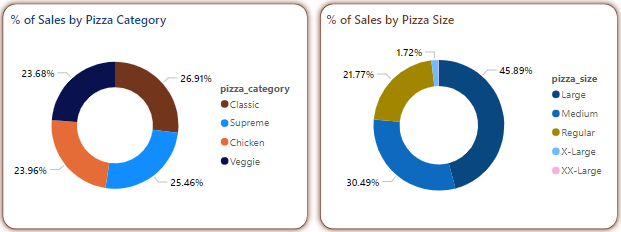 % of Sales by Pizza Category
23.68%
26.91%
23.96%
25.46%
pizza_category
Classic
Supreme
Chicken
Veggie
% of Sales by Pizza Size
1.72%
21.77%
45.89%
30.49%
pizza_size
Large
Medium
Regular
X-Large
XX-Large